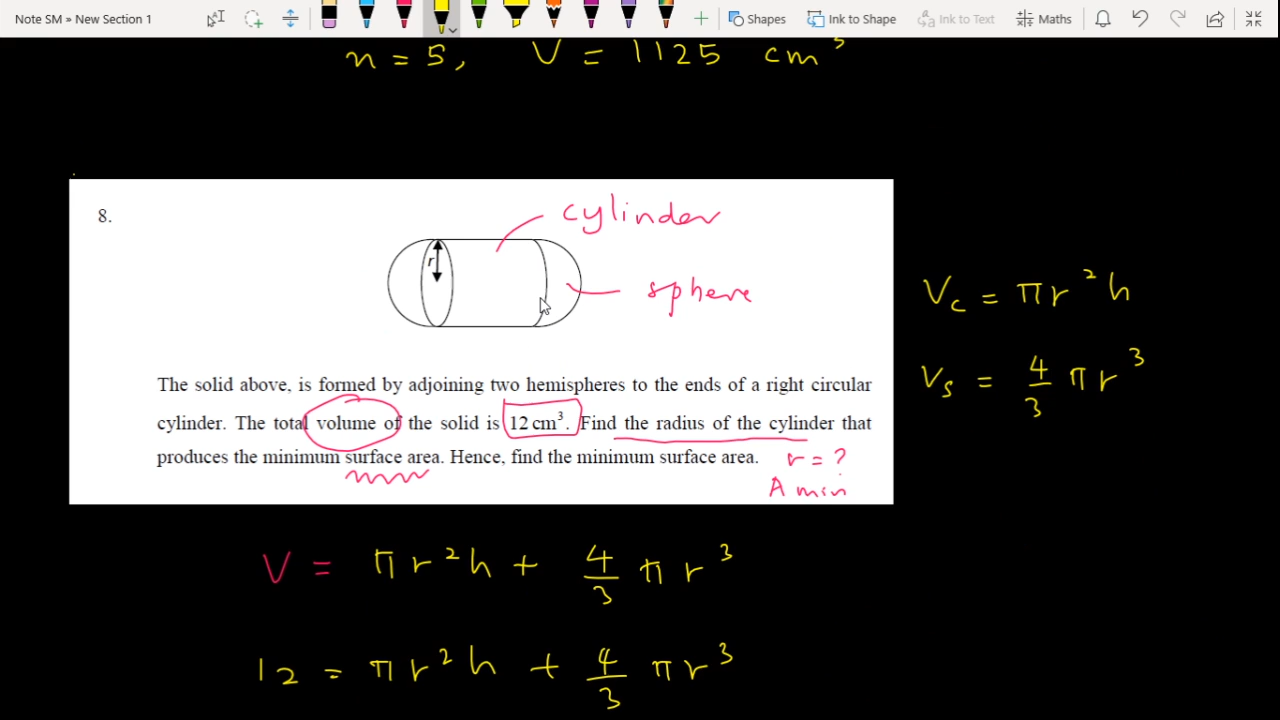 Note SM » New Section 1
Shapes
Ink to Shape
Ink to Text
Maths
n = 5, V = 1125 cm³
8.
cylinder
r
sphere
V_c = πr²h
V_s = 4/3 πr³
The solid above, is formed by adjoining two hemispheres to the ends of a right circular
cylinder. The total volume of the solid is 12 cm³. Find the radius of the cylinder that
produces the minimum surface area. Hence, find the minimum surface area.
r = ?
A min
V = πr²h + 4/3 πr³
12 = πr²h + 4/3 πr³